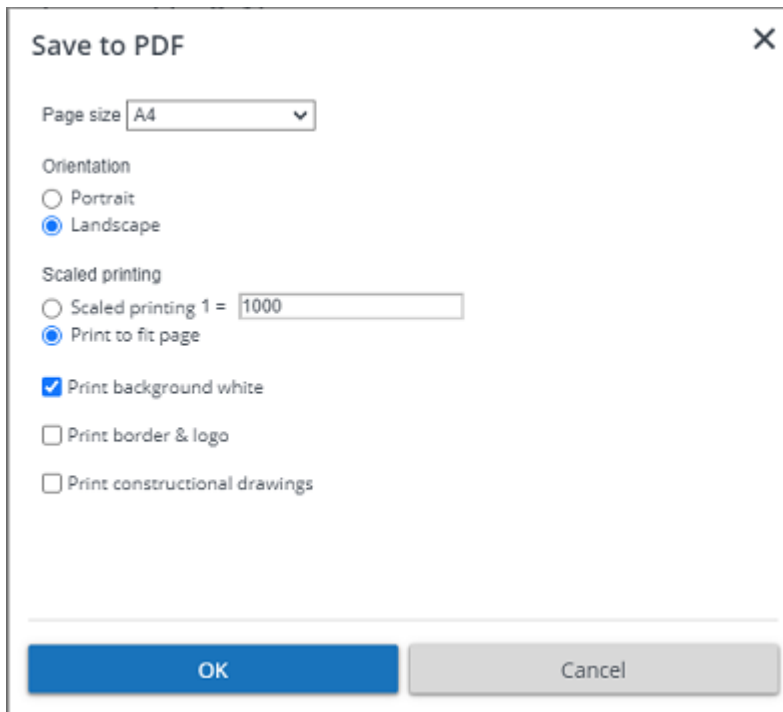 Save to PDF
Page size A4
Orientation
Portrait
Landscape
Scaled printing
Scaled printing 1 = 1000
Print to fit page
Print background white
Print border & logo
Print constructional drawings
OK Cancel